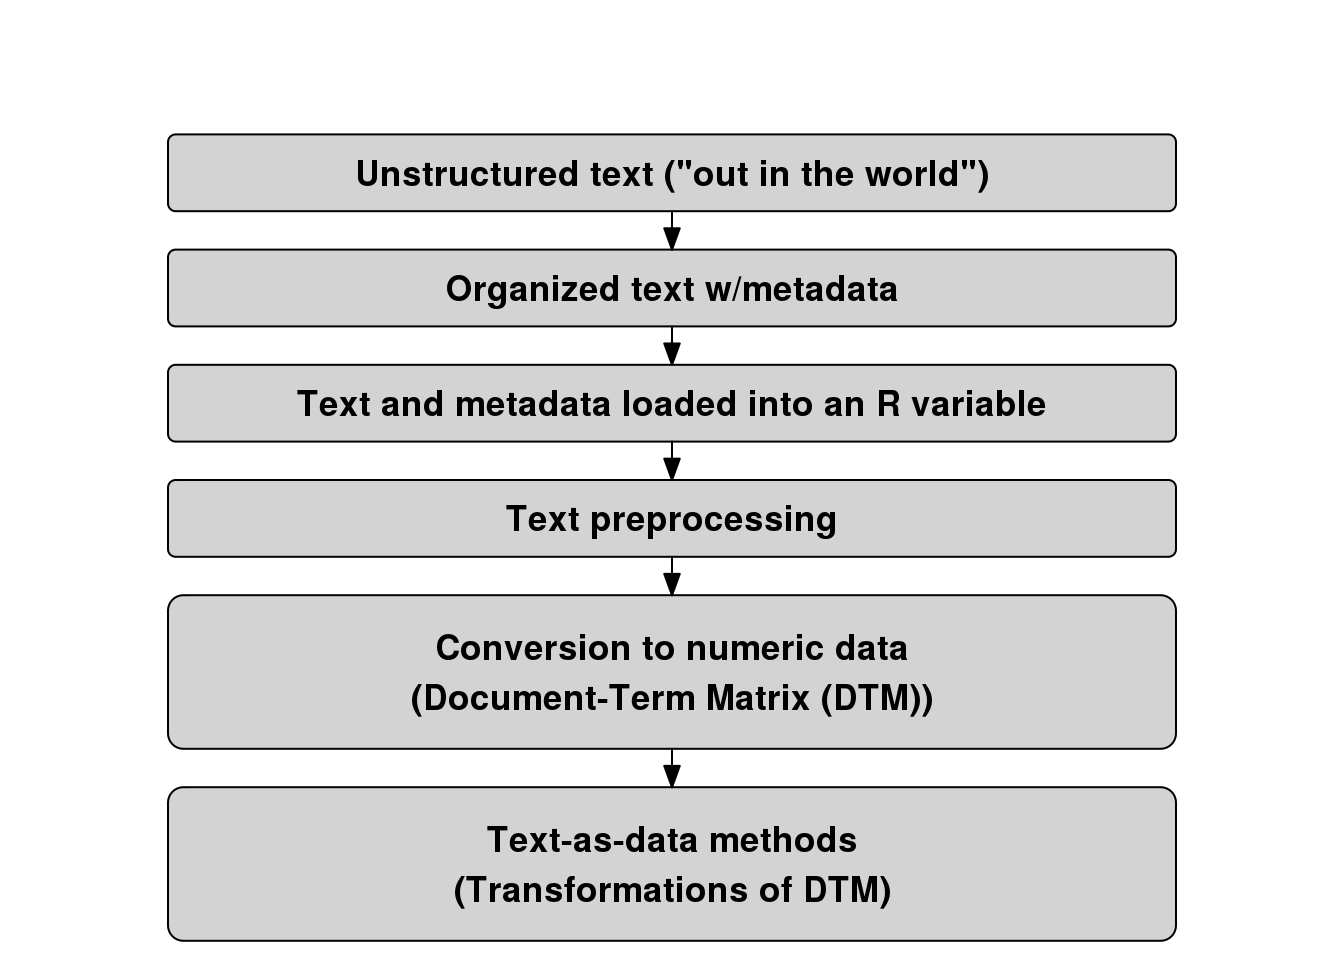 Unstructured text ("out in the world")
Organized text w/metadata
Text and metadata loaded into an R variable
Text preprocessing
Conversion to numeric data
(Document-Term Matrix (DTM))
Text-as-data methods
(Transformations of DTM)